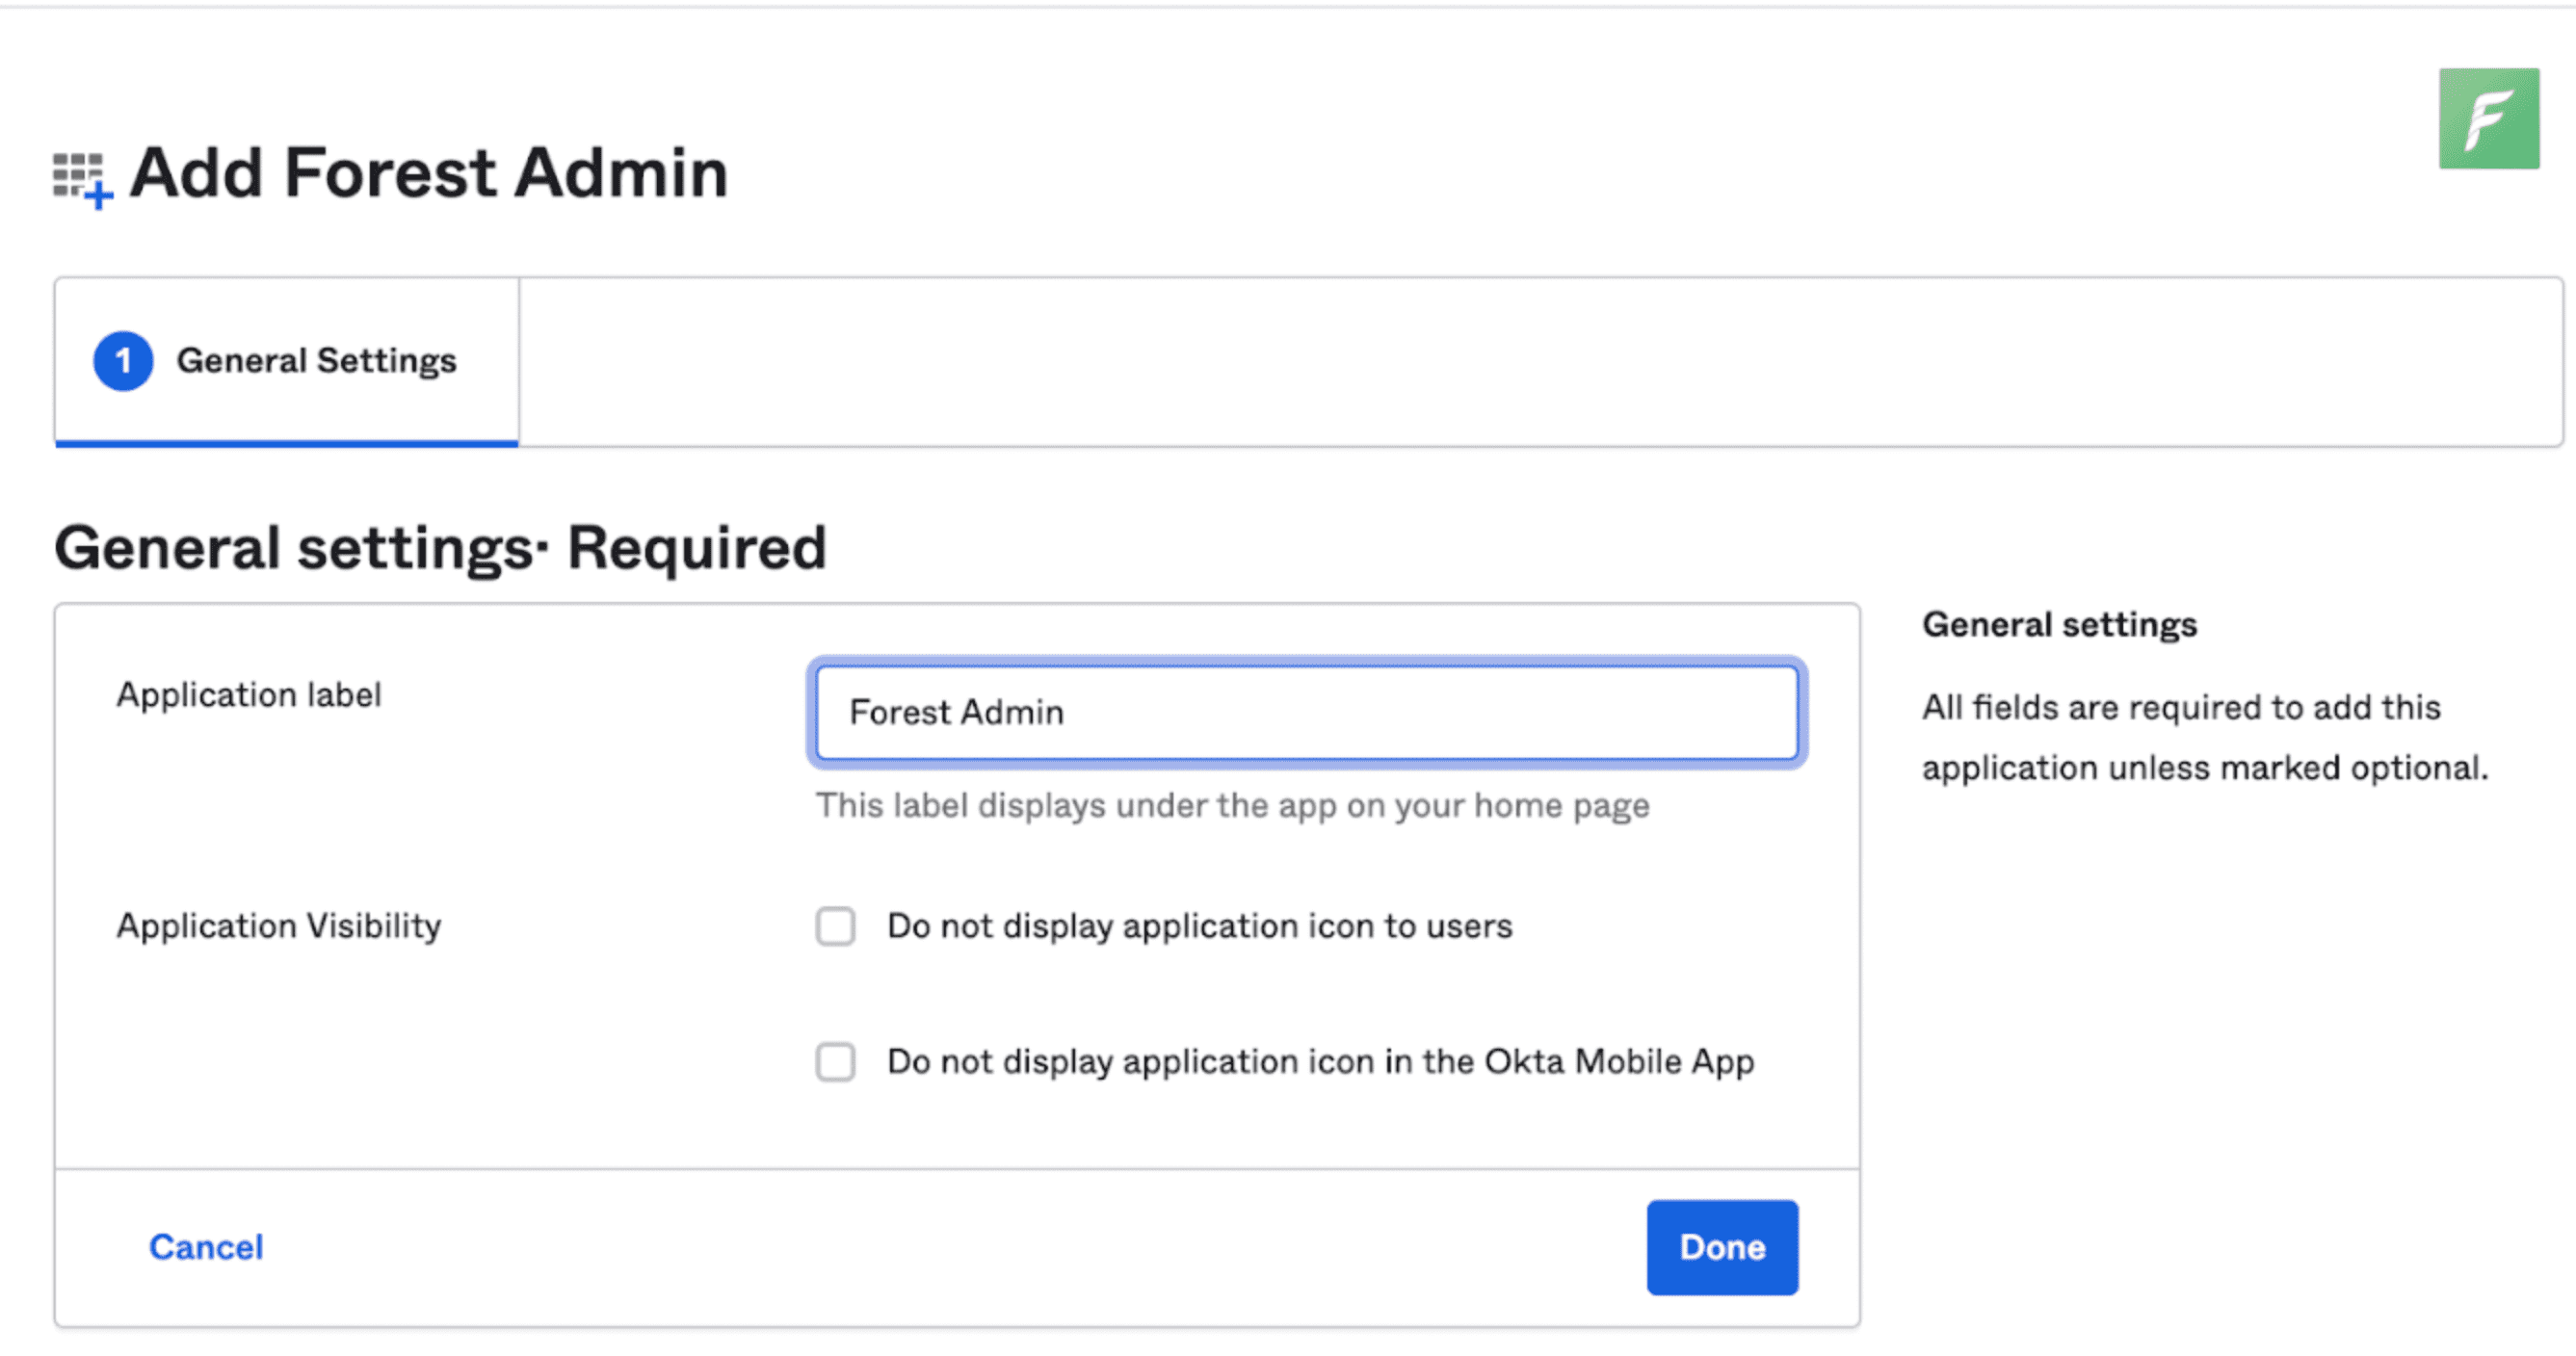 Add Forest Admin
1 General Settings
General settings· Required
Application label
Forest Admin
This label displays under the app on your home page
Application Visibility
Do not display application icon to users
Do not display application icon in the Okta Mobile App
Cancel
Done
General settings
All fields are required to add this
application unless marked optional.